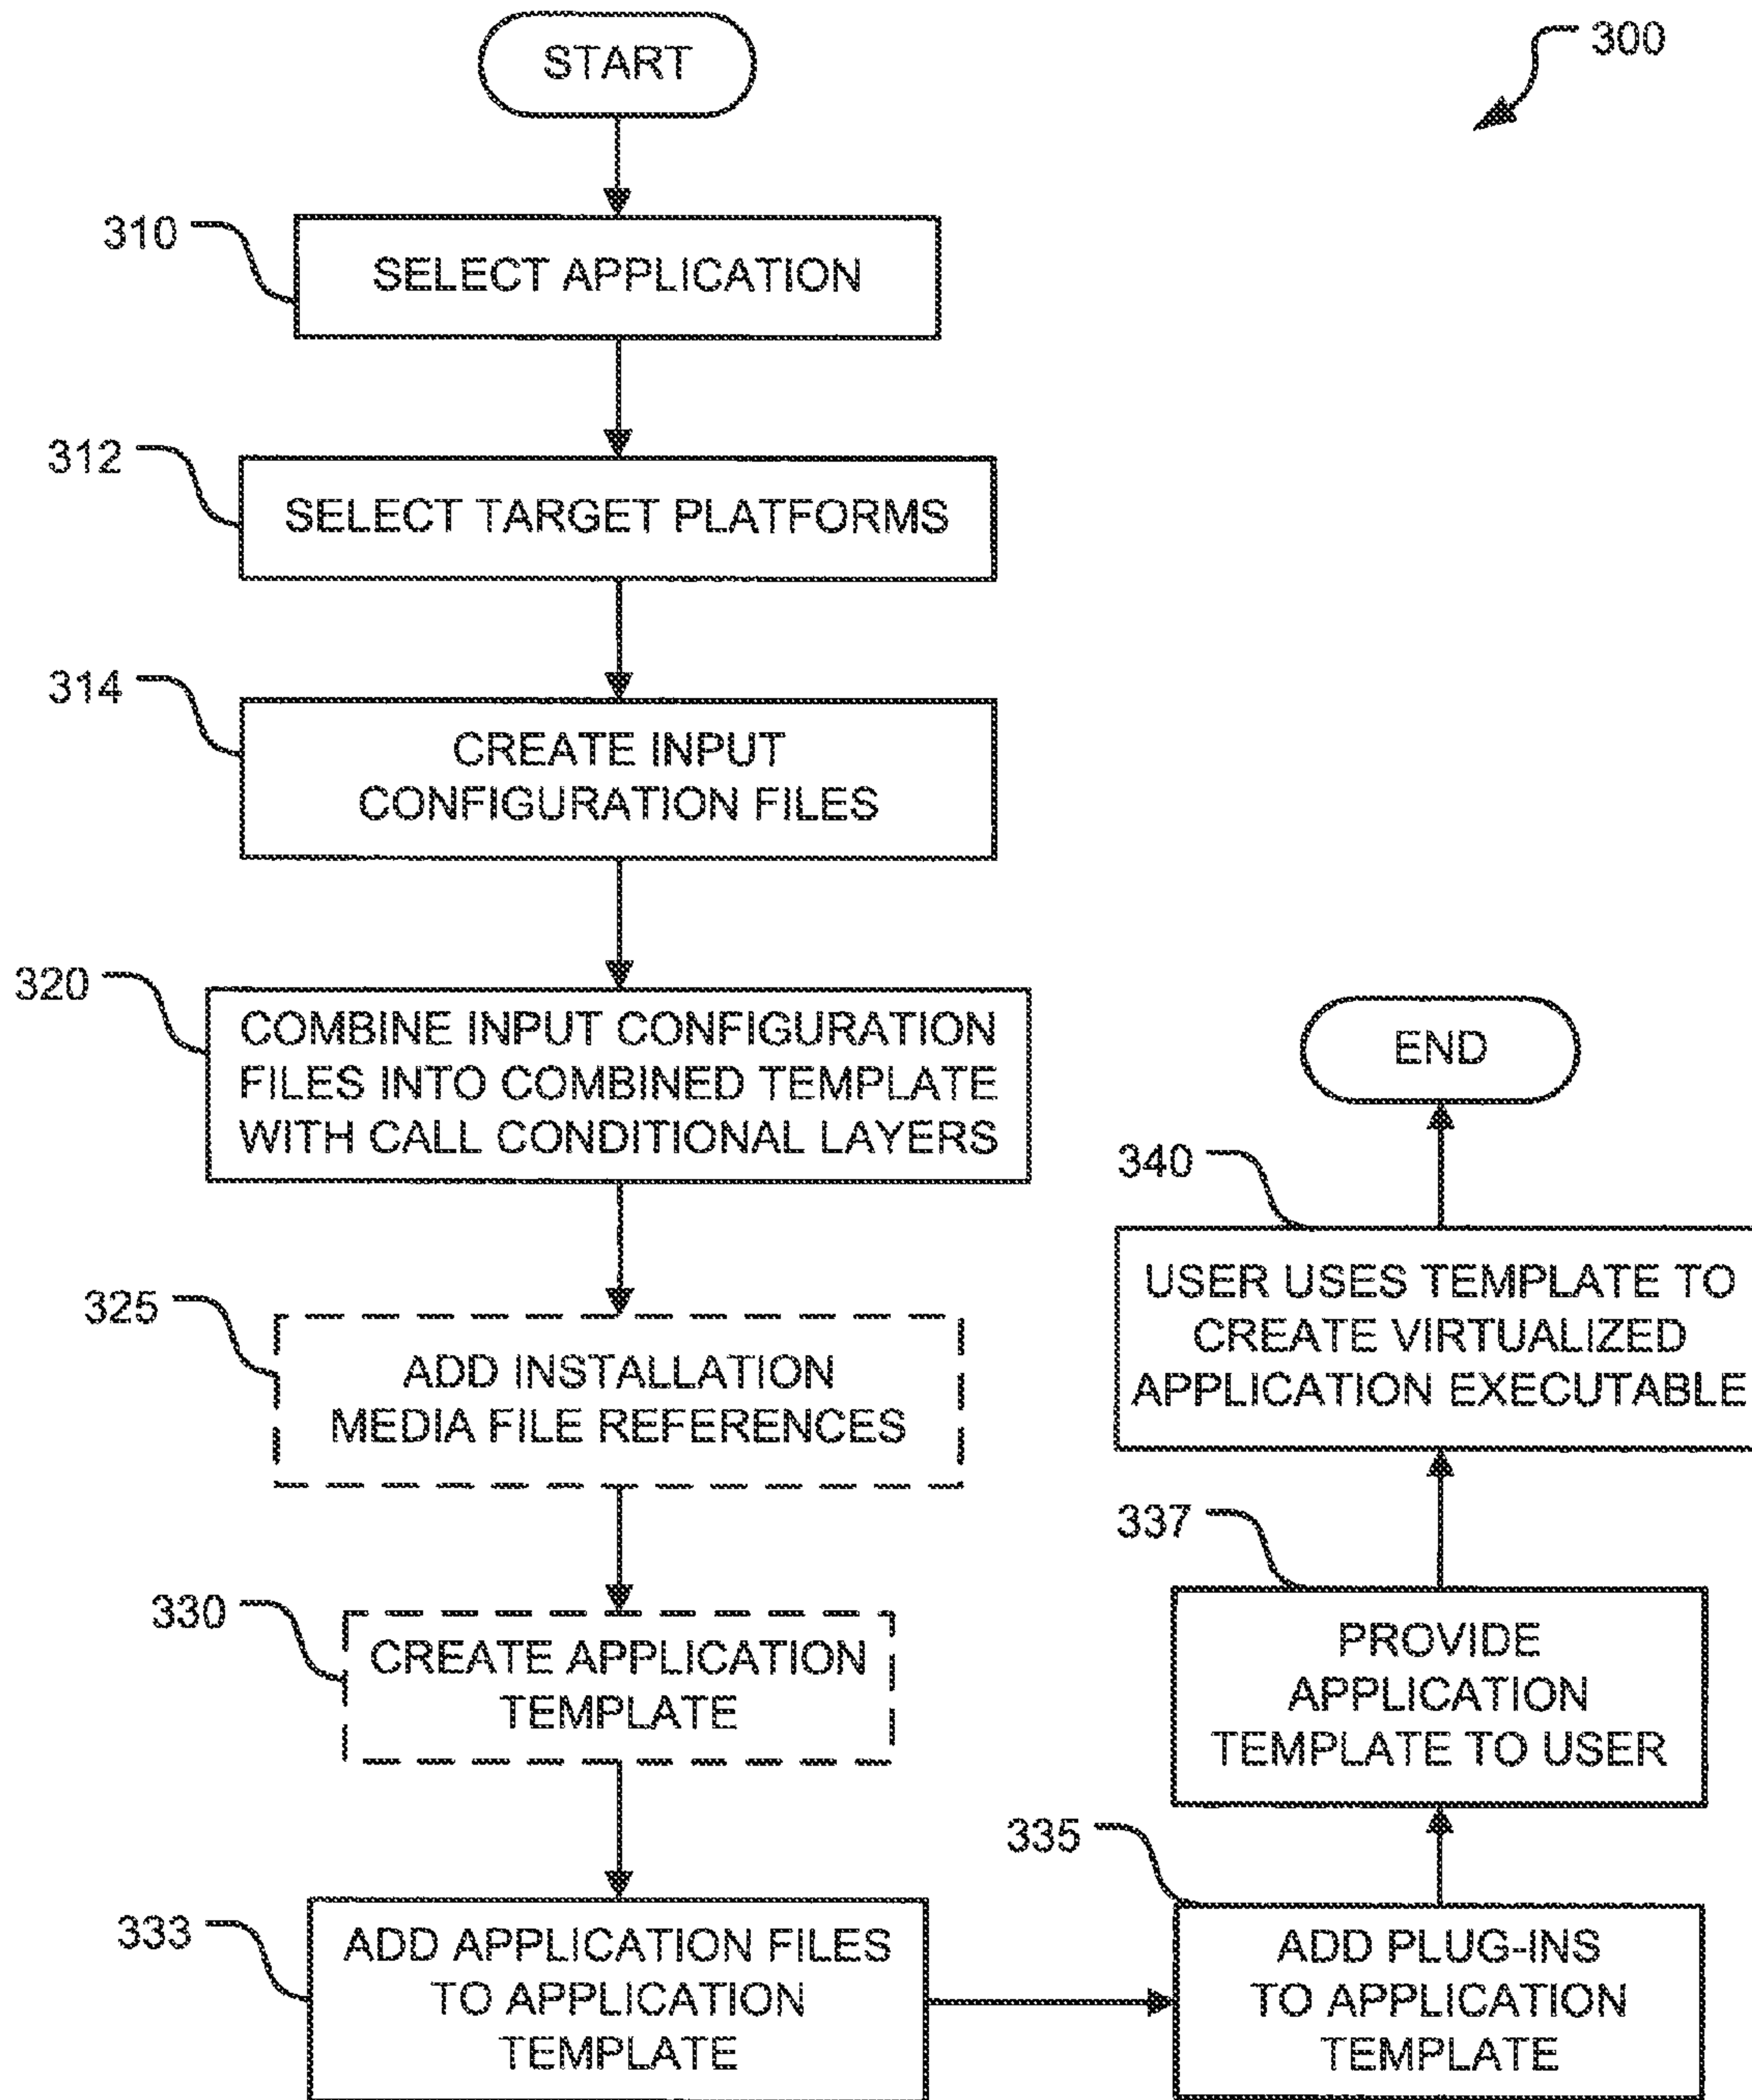 START
300
310
SELECT APPLICATION
312
SELECT TARGET PLATFORMS
314
CREATE INPUT
CONFIGURATION FILES
320
COMBINE INPUT CONFIGURATION
FILES INTO COMBINED TEMPLATE
WITH CALL CONDITIONAL LAYERS
325
ADD INSTALLATION
MEDIA FILE REFERENCES
330
CREATE APPLICATION
TEMPLATE
333
ADD APPLICATION FILES
TO APPLICATION
TEMPLATE
335
ADD PLUG-INS
TO APPLICATION
TEMPLATE
337
PROVIDE
APPLICATION
TEMPLATE TO USER
340
USER USES TEMPLATE TO
CREATE VIRTUALIZED
APPLICATION EXECUTABLE
END